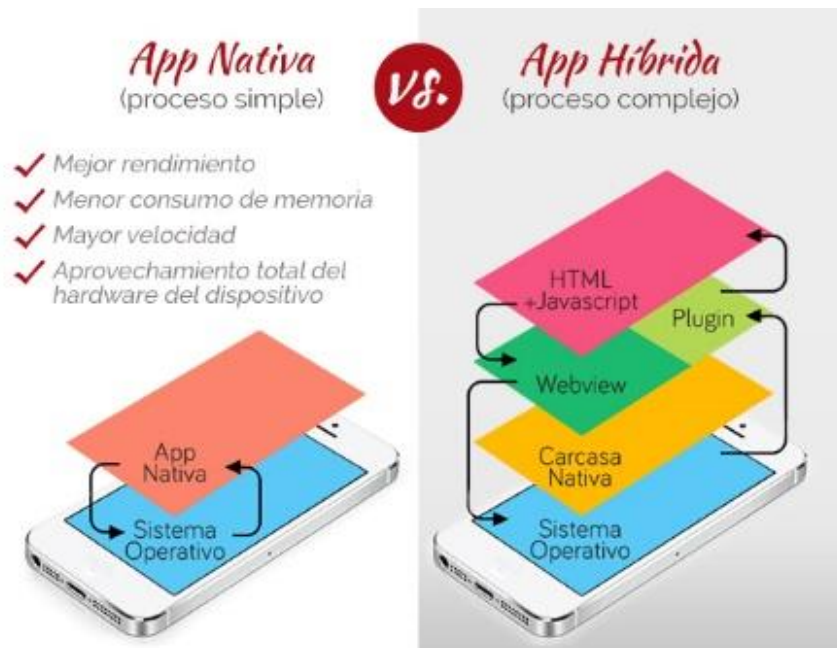 App Nativa
(proceso simple)
Mejor rendimiento
Menor consumo de memoria
Mayor velocidad
Aprovechamiento total del
hardware del dispositivo
App
Nativa
Sistema
Operativo
vs.
App Híbrida
(proceso complejo)
HTML
+Javascript
Plugin
Webview
Carcasa
Nativa
Sistema
Operativo